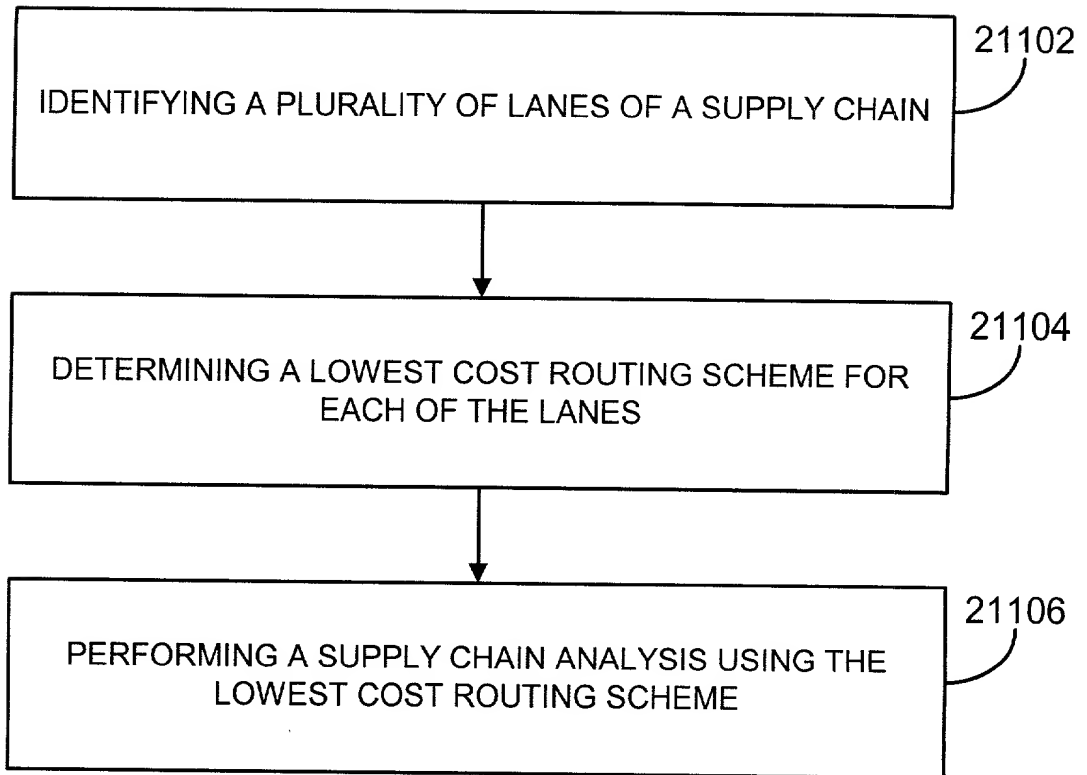 21102
IDENTIFYING A PLURALITY OF LANES OF A SUPPLY CHAIN
21104
DETERMINING A LOWEST COST ROUTING SCHEME FOR
EACH OF THE LANES
21106
PERFORMING A SUPPLY CHAIN ANALYSIS USING THE
LOWEST COST ROUTING SCHEME